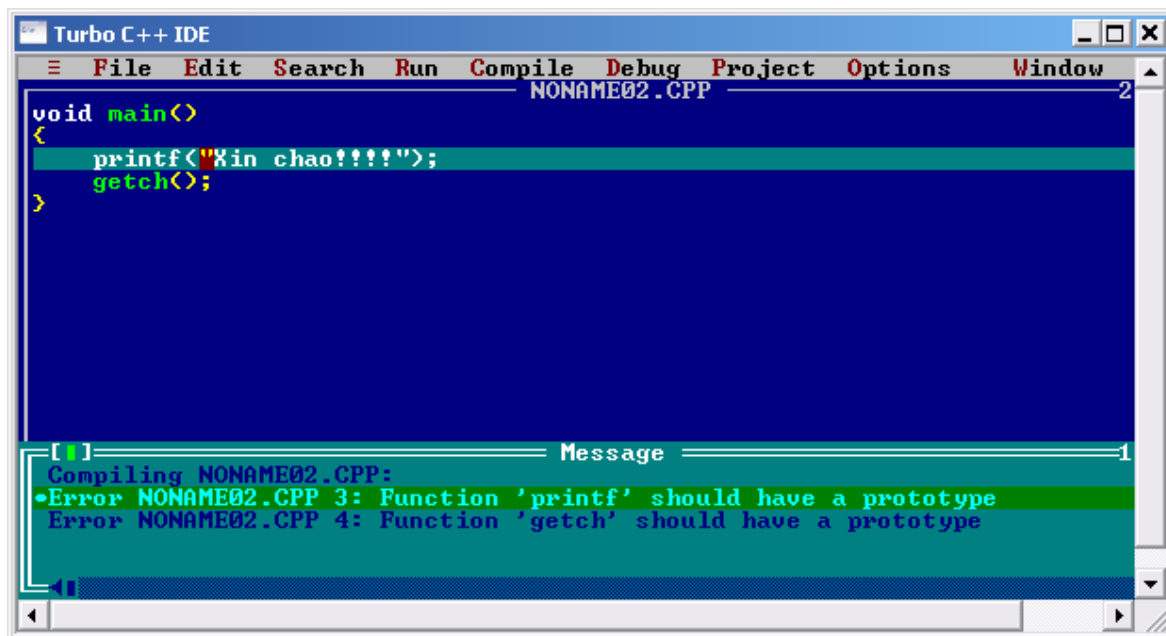 Turbo C++ IDE
≡ File Edit Search Run Compile Debug Project Options Window
NONAME02.CPP 2
void main()
{
printf("Xin chao!!!!");
getch();
}
[▮] Message 1
Compiling NONAME02.CPP:
•Error NONAME02.CPP 3: Function 'printf' should have a prototype
Error NONAME02.CPP 4: Function 'getch' should have a prototype